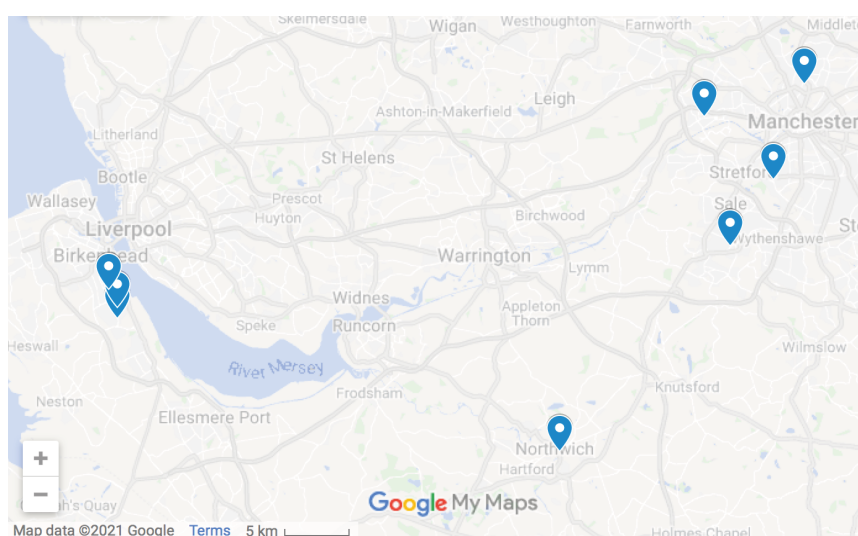 Skelmersdale
Wigan
Westhoughton
Farnworth
Middlet
Ashton-in-Makerfield
Leigh
Manchester
Litherland
St Helens
Bootle
Stretford
Wallasey
Prescot
Sale
Huyton
Birchwood
Liverpool
Wythenshawe
Birkenhead
Warrington
Lymm
Widnes
Appleton
Thorn
Speke
Runcorn
Heswall
Wilmslow
River Mersey
Knutsford
Neston
Frodsham
Ellesmere Port
Northwich
Hartford
+
−
h's Quay
Google My Maps
Map data ©2021 Google Terms 5 km
Holmes Chapel